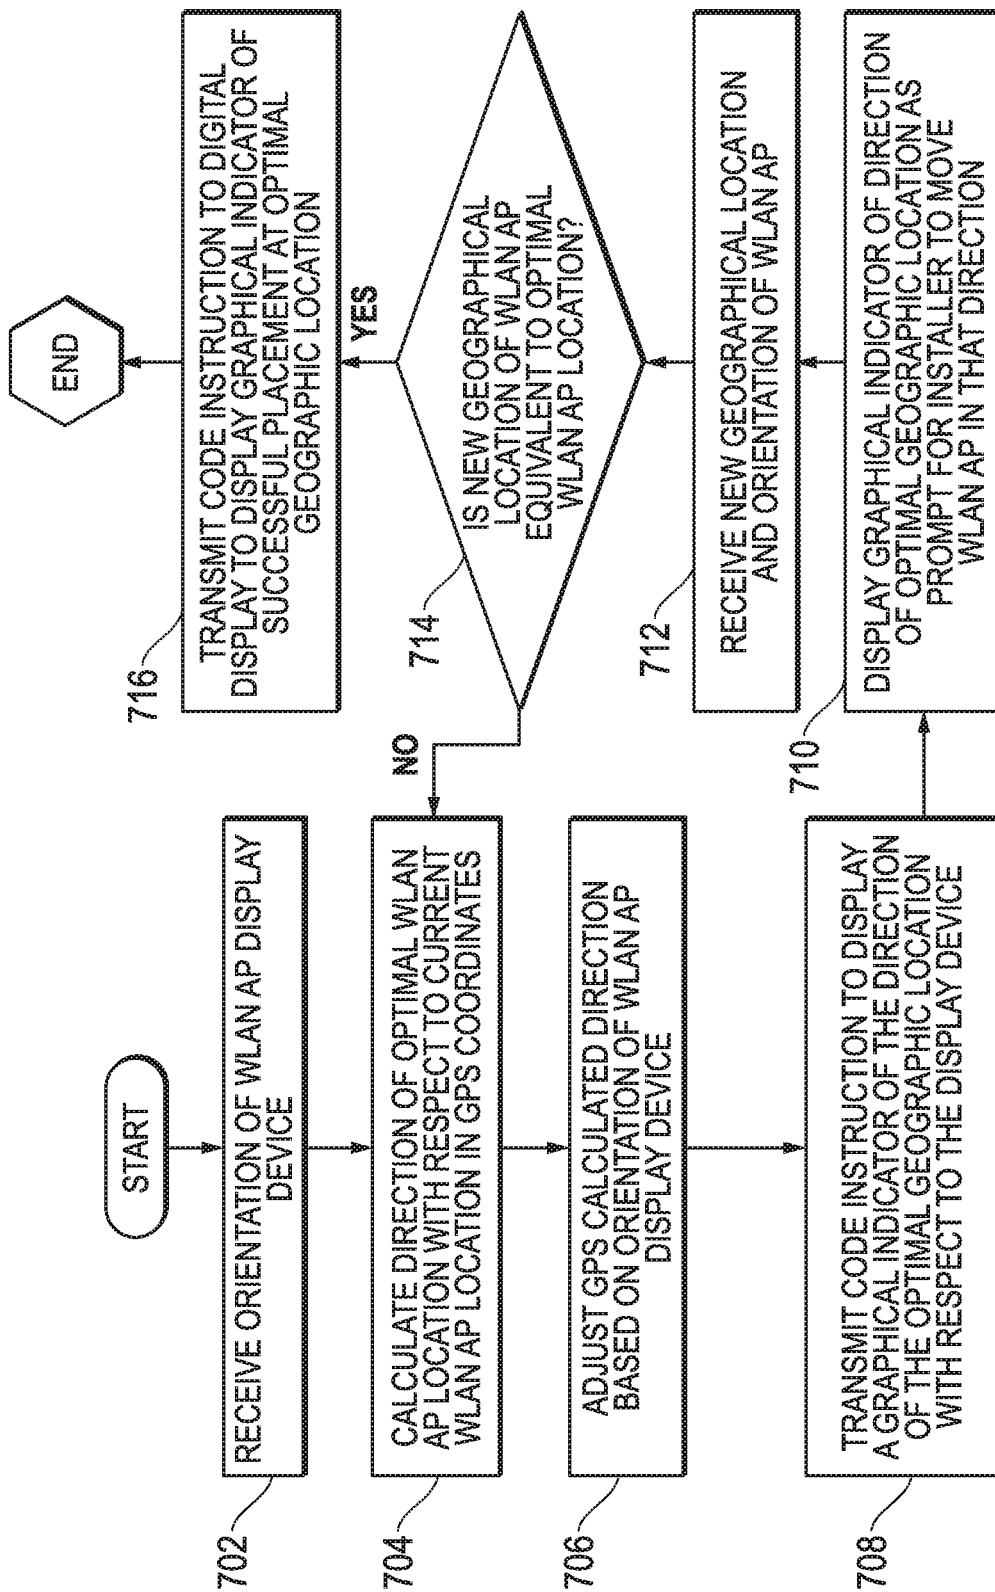 START
702
RECEIVE ORIENTATION OF WLAN AP DISPLAY
DEVICE
704
CALCULATE DIRECTION OF OPTIMAL WLAN
AP LOCATION WITH RESPECT TO CURRENT
WLAN AP LOCATION IN GPS COORDINATES
706
ADJUST GPS CALCULATED DIRECTION
BASED ON ORIENTATION OF WLAN AP
DISPLAY DEVICE
708
TRANSMIT CODE INSTRUCTION TO DISPLAY
A GRAPHICAL INDICATOR OF THE DIRECTION
OF THE OPTIMAL GEOGRAPHIC LOCATION
WITH RESPECT TO THE DISPLAY DEVICE
710
DISPLAY GRAPHICAL INDICATOR OF DIRECTION
OF OPTIMAL GEOGRAPHIC LOCATION AS
PROMPT FOR INSTALLER TO MOVE
WLAN AP IN THAT DIRECTION
712
RECEIVE NEW GEOGRAPHIC LOCATION
AND ORIENTATION OF WLAN AP
714
IS NEW GEOGRAPHICAL
LOCATION OF WLAN AP
EQUIVALENT TO OPTIMAL
WLAN AP LOCATION?
NO
YES
716
TRANSMIT CODE INSTRUCTION TO DIGITAL
DISPLAY TO DISPLAY GRAPHICAL INDICATOR OF
SUCCESSFUL PLACEMENT AT OPTIMAL
GEOGRAPHIC LOCATION
END